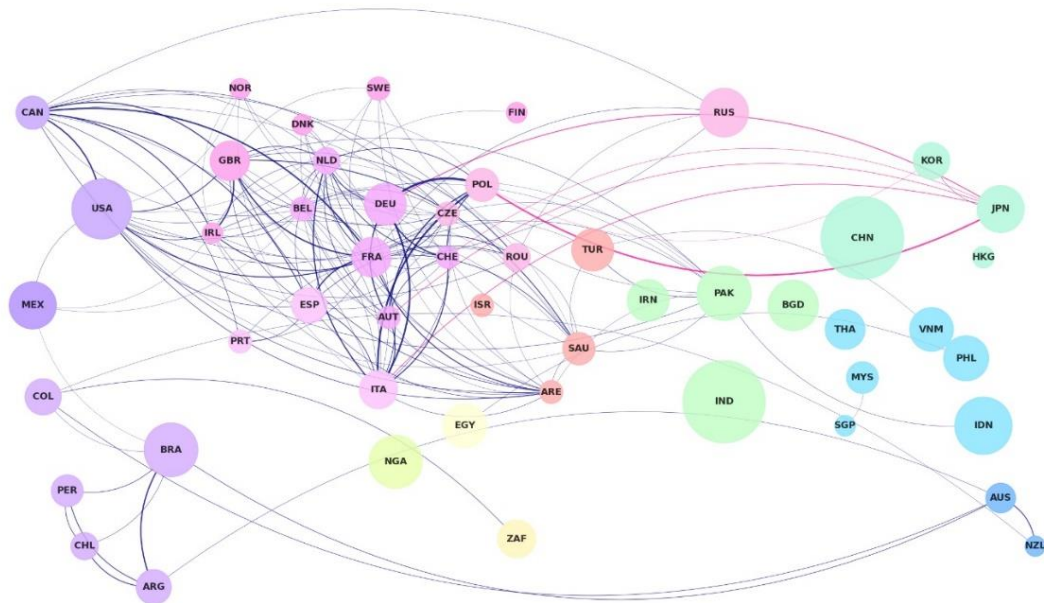 NOR
SWE
CAN
FIN
RUS
DNK
GBR
NLD
KOR
POL
USA
BEL
DEU
CZE
JPN
IRL
CHN
TUR
FRA
CHE
ROU
HKG
MEX
ESP
ISR
IRN
PAK
BGD
AUT
THA
VNM
PRT
SAU
PHL
MYS
COL
ITA
ARE
IND
EGY
SGP
IDN
BRA
NGA
PER
AUS
CHL
ZAF
NZL
ARG